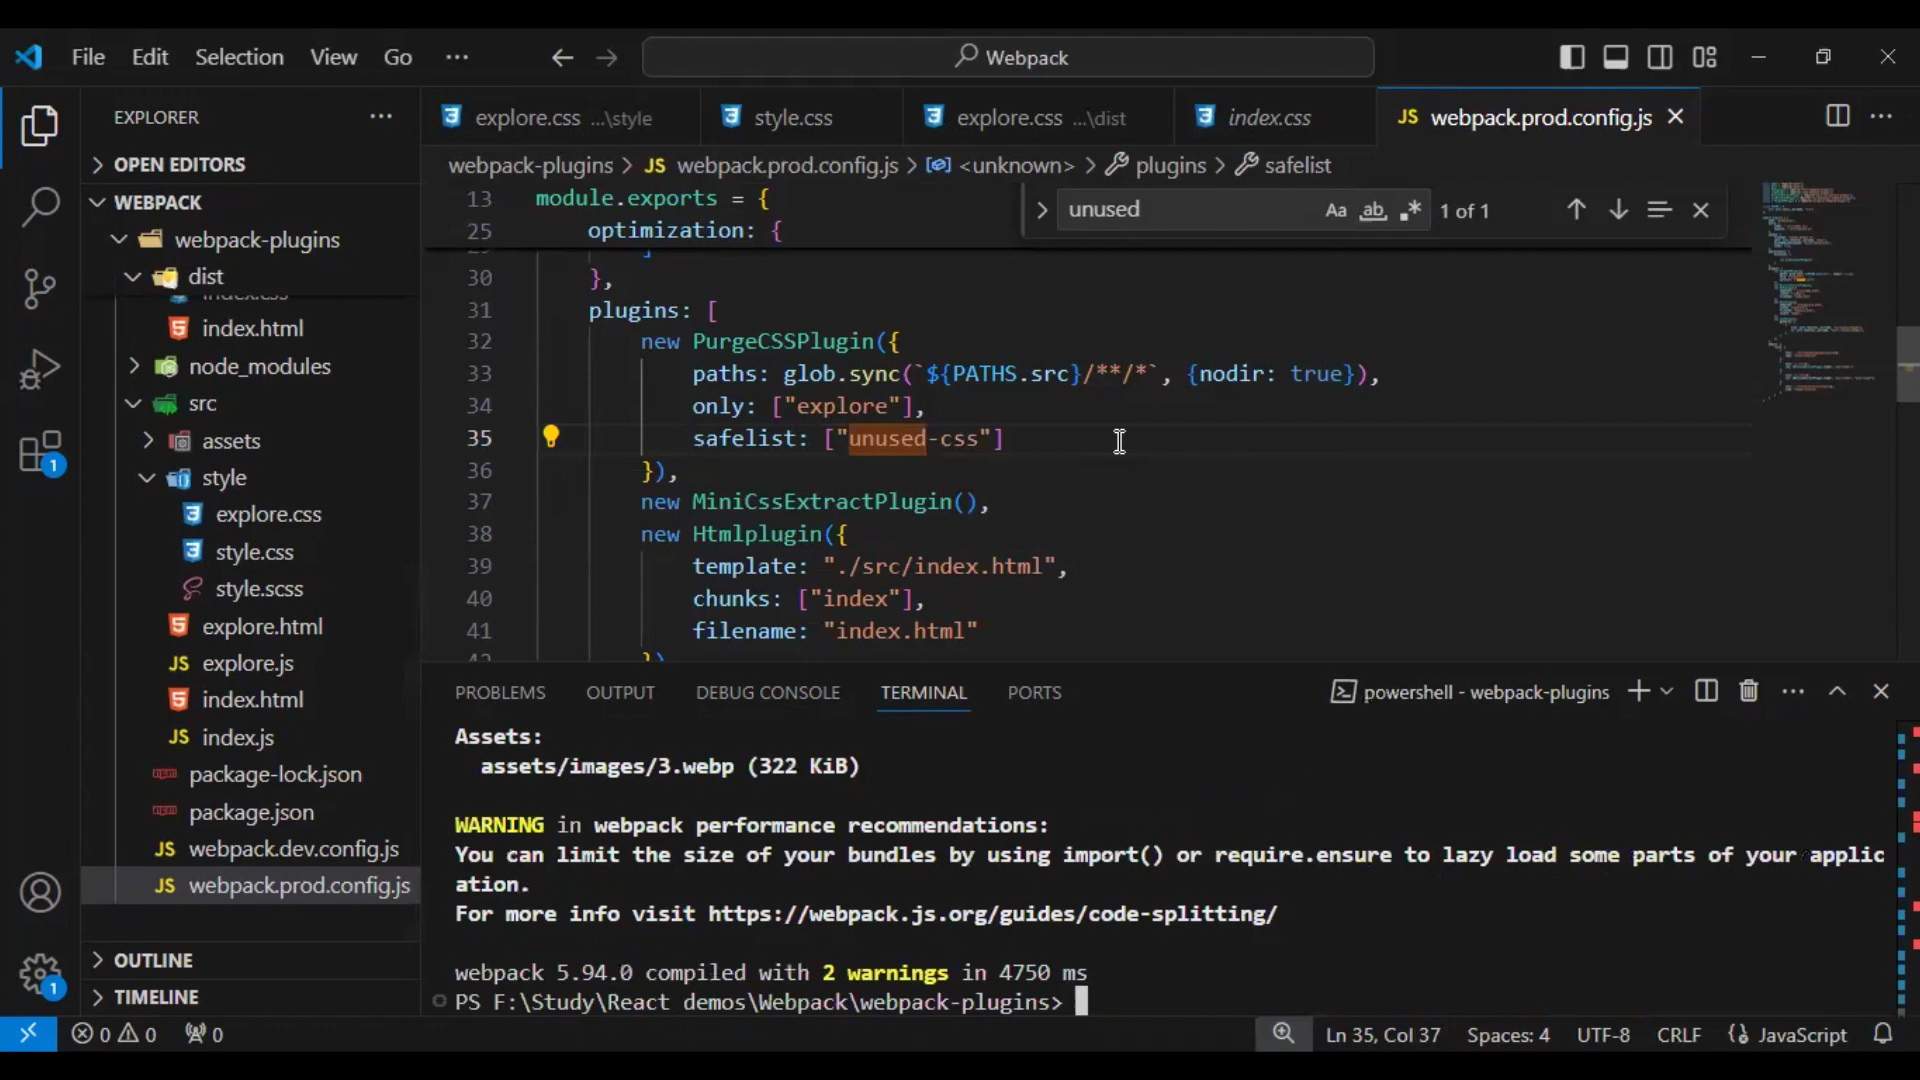 File Edit Selection View Go ··· Webpack
EXPLORER ···
explore.css ...\style style.css explore.css ...\dist index.css JS webpack.prod.config.js
OPEN EDITORS
webpack-plugins > JS webpack.prod.config.js > <unknown> > plugins > safelist
WEBPACK
webpack-plugins
dist
index.css
index.html
node_modules
src
assets
style
explore.css
style.css
style.scss
explore.html
JS explore.js
index.html
JS index.js
package-lock.json
package.json
JS webpack.dev.config.js
JS webpack.prod.config.js
OUTLINE
TIMELINE
1
1
unused Aa ab 1 of 1
13 module.exports = {
25 optimization: {
]
30 },
31 plugins: [
32 new PurgeCSSPlugin({
33 paths: glob.sync(`${PATHS.src}/**/*`, {nodir: true}),
34 only: ["explore"],
35 safelist: ["unused-css"]
36 }),
37 new MiniCssExtractPlugin(),
38 new Htmlplugin({
39 template: "./src/index.html",
40 chunks: ["index"],
41 filename: "index.html"
42 })
PROBLEMS OUTPUT DEBUG CONSOLE TERMINAL PORTS powershell - webpack-plugins
Assets:
assets/images/3.webp (322 KiB)
WARNING in webpack performance recommendations:
You can limit the size of your bundles by using import() or require.ensure to lazy load some parts of your applic
ation.
For more info visit https://webpack.js.org/guides/code-splitting/
webpack 5.94.0 compiled with 2 warnings in 4750 ms
PS F:\Study\React demos\Webpack\webpack-plugins>
0 0 0 Ln 35, Col 37 Spaces: 4 UTF-8 CRLF JavaScript